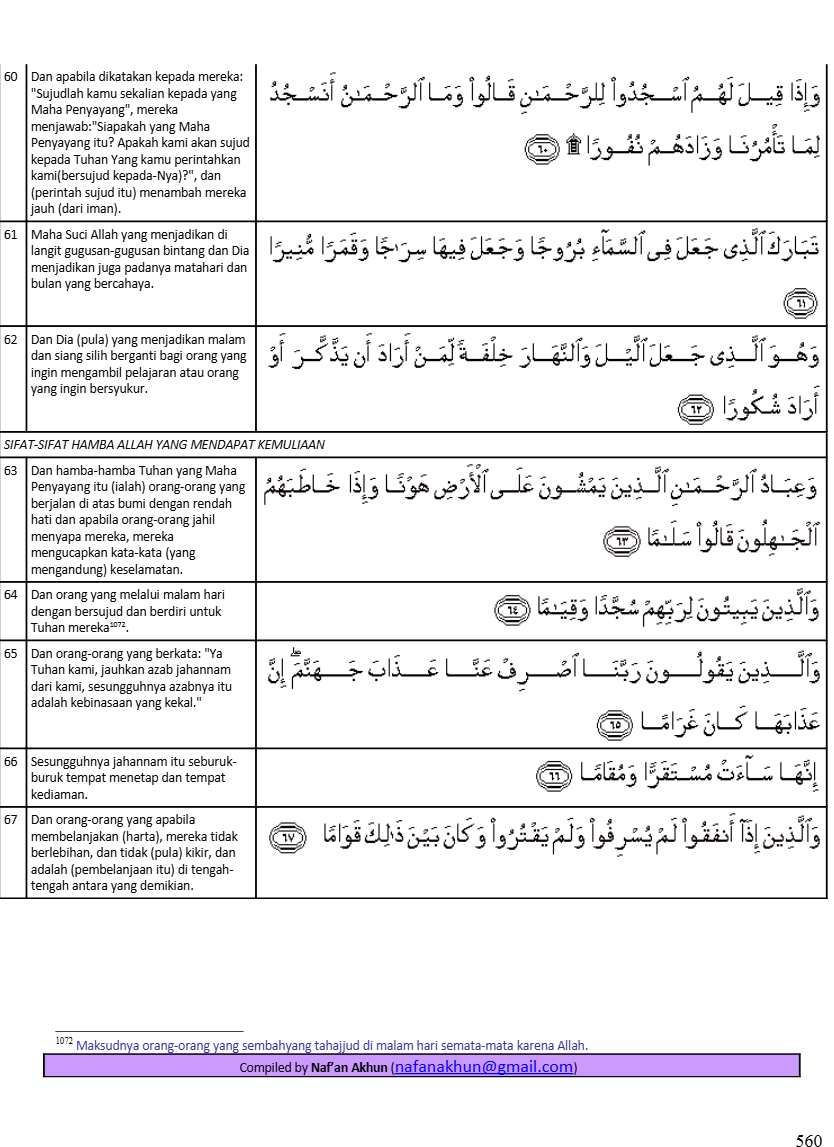 60 Dan apabila dikatakan kepada mereka:
"Sujudlah kamu sekalian kepada yang
Maha Penyayang", mereka
menjawab:"Siapakah yang Maha
Penyayang itu? Apakah kami akan sujud
kepada Tuhan Yang kamu perintahkan
kami(bersujud kepada-Nya)?", dan
(perintah sujud itu) menambah mereka
jauh (dari iman).
وَإِذَا قِيلَ لَهُمُ ٱسْجُدُوا۟ لِلرَّحْمَـٰنِ قَالُوا۟ وَمَا ٱلرَّحْمَـٰنُ أَنَسْجُدُ
لِمَا تَأْمُرُنَا وَزَادَهُمْ نُفُورًا ۩ ٦٠
61 Maha Suci Allah yang menjadikan di
langit gugusan-gugusan bintang dan Dia
menjadikan juga padanya matahari dan
bulan yang bercahaya.
تَبَارَكَ ٱلَّذِى جَعَلَ فِى ٱلسَّمَآءِ بُرُوجًا وَجَعَلَ فِيهَا سِرَٰجًا وَقَمَرًا مُّنِيرًا
٦١
62 Dan Dia (pula) yang menjadikan malam
dan siang silih berganti bagi orang yang
ingin mengambil pelajaran atau orang
yang ingin bersyukur.
وَهُوَ ٱلَّذِى جَعَلَ ٱلَّيْلَ وَٱلنَّهَارَ خِلْفَةً لِّمَنْ أَرَادَ أَن يَذَّكَّرَ أَوْ
أَرَادَ شُكُورًا ٦٢
SIFAT-SIFAT HAMBA ALLAH YANG MENDAPAT KEMULIAAN
63 Dan hamba-hamba Tuhan yang Maha
Penyayang itu (ialah) orang-orang yang
berjalan di atas bumi dengan rendah
hati dan apabila orang-orang jahil
menyapa mereka, mereka
mengucapkan kata-kata (yang
mengandung) keselamatan.
وَعِبَادُ ٱلرَّحْمَـٰنِ ٱلَّذِينَ يَمْشُونَ عَلَى ٱلْأَرْضِ هَوْنًا وَإِذَا خَاطَبَهُمُ
ٱلْجَـٰهِلُونَ قَالُوا۟ سَلَـٰمًا ٦٣
64 Dan orang yang melalui malam hari
dengan bersujud dan berdiri untuk
Tuhan mereka¹⁰⁷².
وَٱلَّذِينَ يَبِيتُونَ لِرَبِّهِمْ سُجَّدًا وَقِيَـٰمًا ٦٤
65 Dan orang-orang yang berkata: "Ya
Tuhan kami, jauhkan azab jahannam
dari kami, sesungguhnya azabnya itu
adalah kebinasaan yang kekal."
وَٱلَّذِينَ يَقُولُونَ رَبَّنَا ٱصْرِفْ عَنَّا عَذَابَ جَهَنَّمَ ۖ إِنَّ
عَذَابَهَا كَانَ غَرَامًا ٦٥
66 Sesungguhnya jahannam itu seburuk-
buruk tempat menetap dan tempat
kediaman.
إِنَّهَا سَآءَتْ مُسْتَقَرًّا وَمُقَامًا ٦٦
67 Dan orang-orang yang apabila
membelanjakan (harta), mereka tidak
berlebihan, dan tidak (pula) kikir, dan
adalah (pembelanjaan itu) di tengah-
tengah antara yang demikian.
وَٱلَّذِينَ إِذَآ أَنفَقُوا۟ لَمْ يُسْرِفُوا۟ وَلَمْ يَقْتُرُوا۟ وَكَانَ بَيْنَ ذَٰلِكَ قَوَامًا ٦٧
¹⁰⁷² Maksudnya orang-orang yang sembahyang tahajjud di malam hari semata-mata karena Allah.
Compiled by Naf'an Akhun (nafanakhun@gmail.com)
560